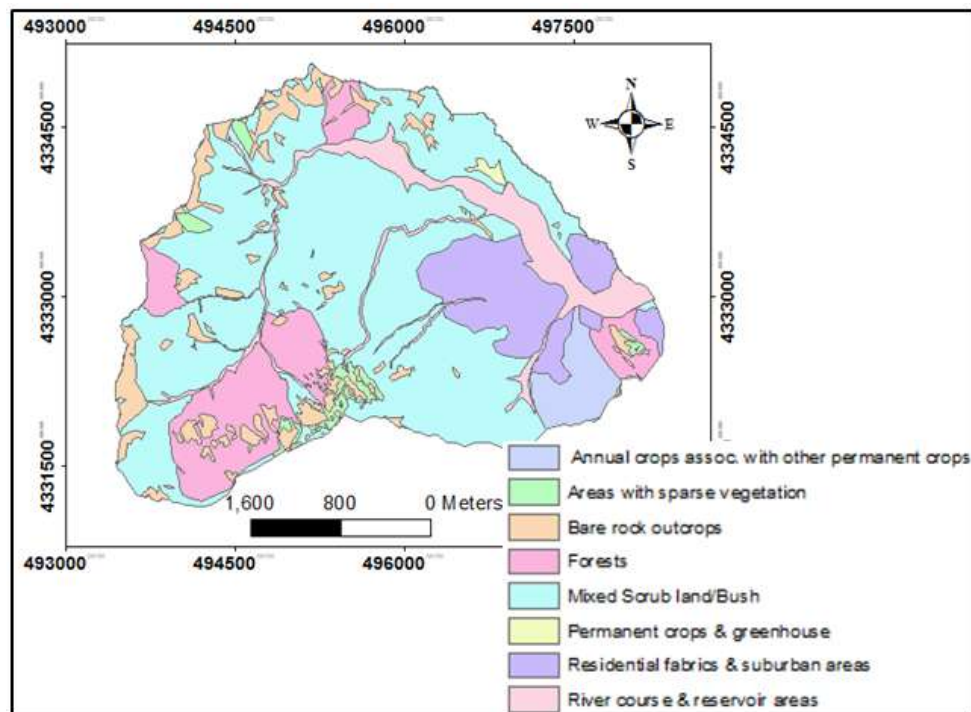 493000 494500 496000 497500
4334500 4334500
N
W E
S
4333000 4333000
4331500
1,600 800 0 Meters
493000 494500 496000
Annual crops assoc. with other permanent crops
Areas with sparse vegetation
Bare rock outcrops
Forests
Mixed Scrub land/Bush
Permanent crops & greenhouse
Residential fabrics & suburban areas
River course & reservoir areas